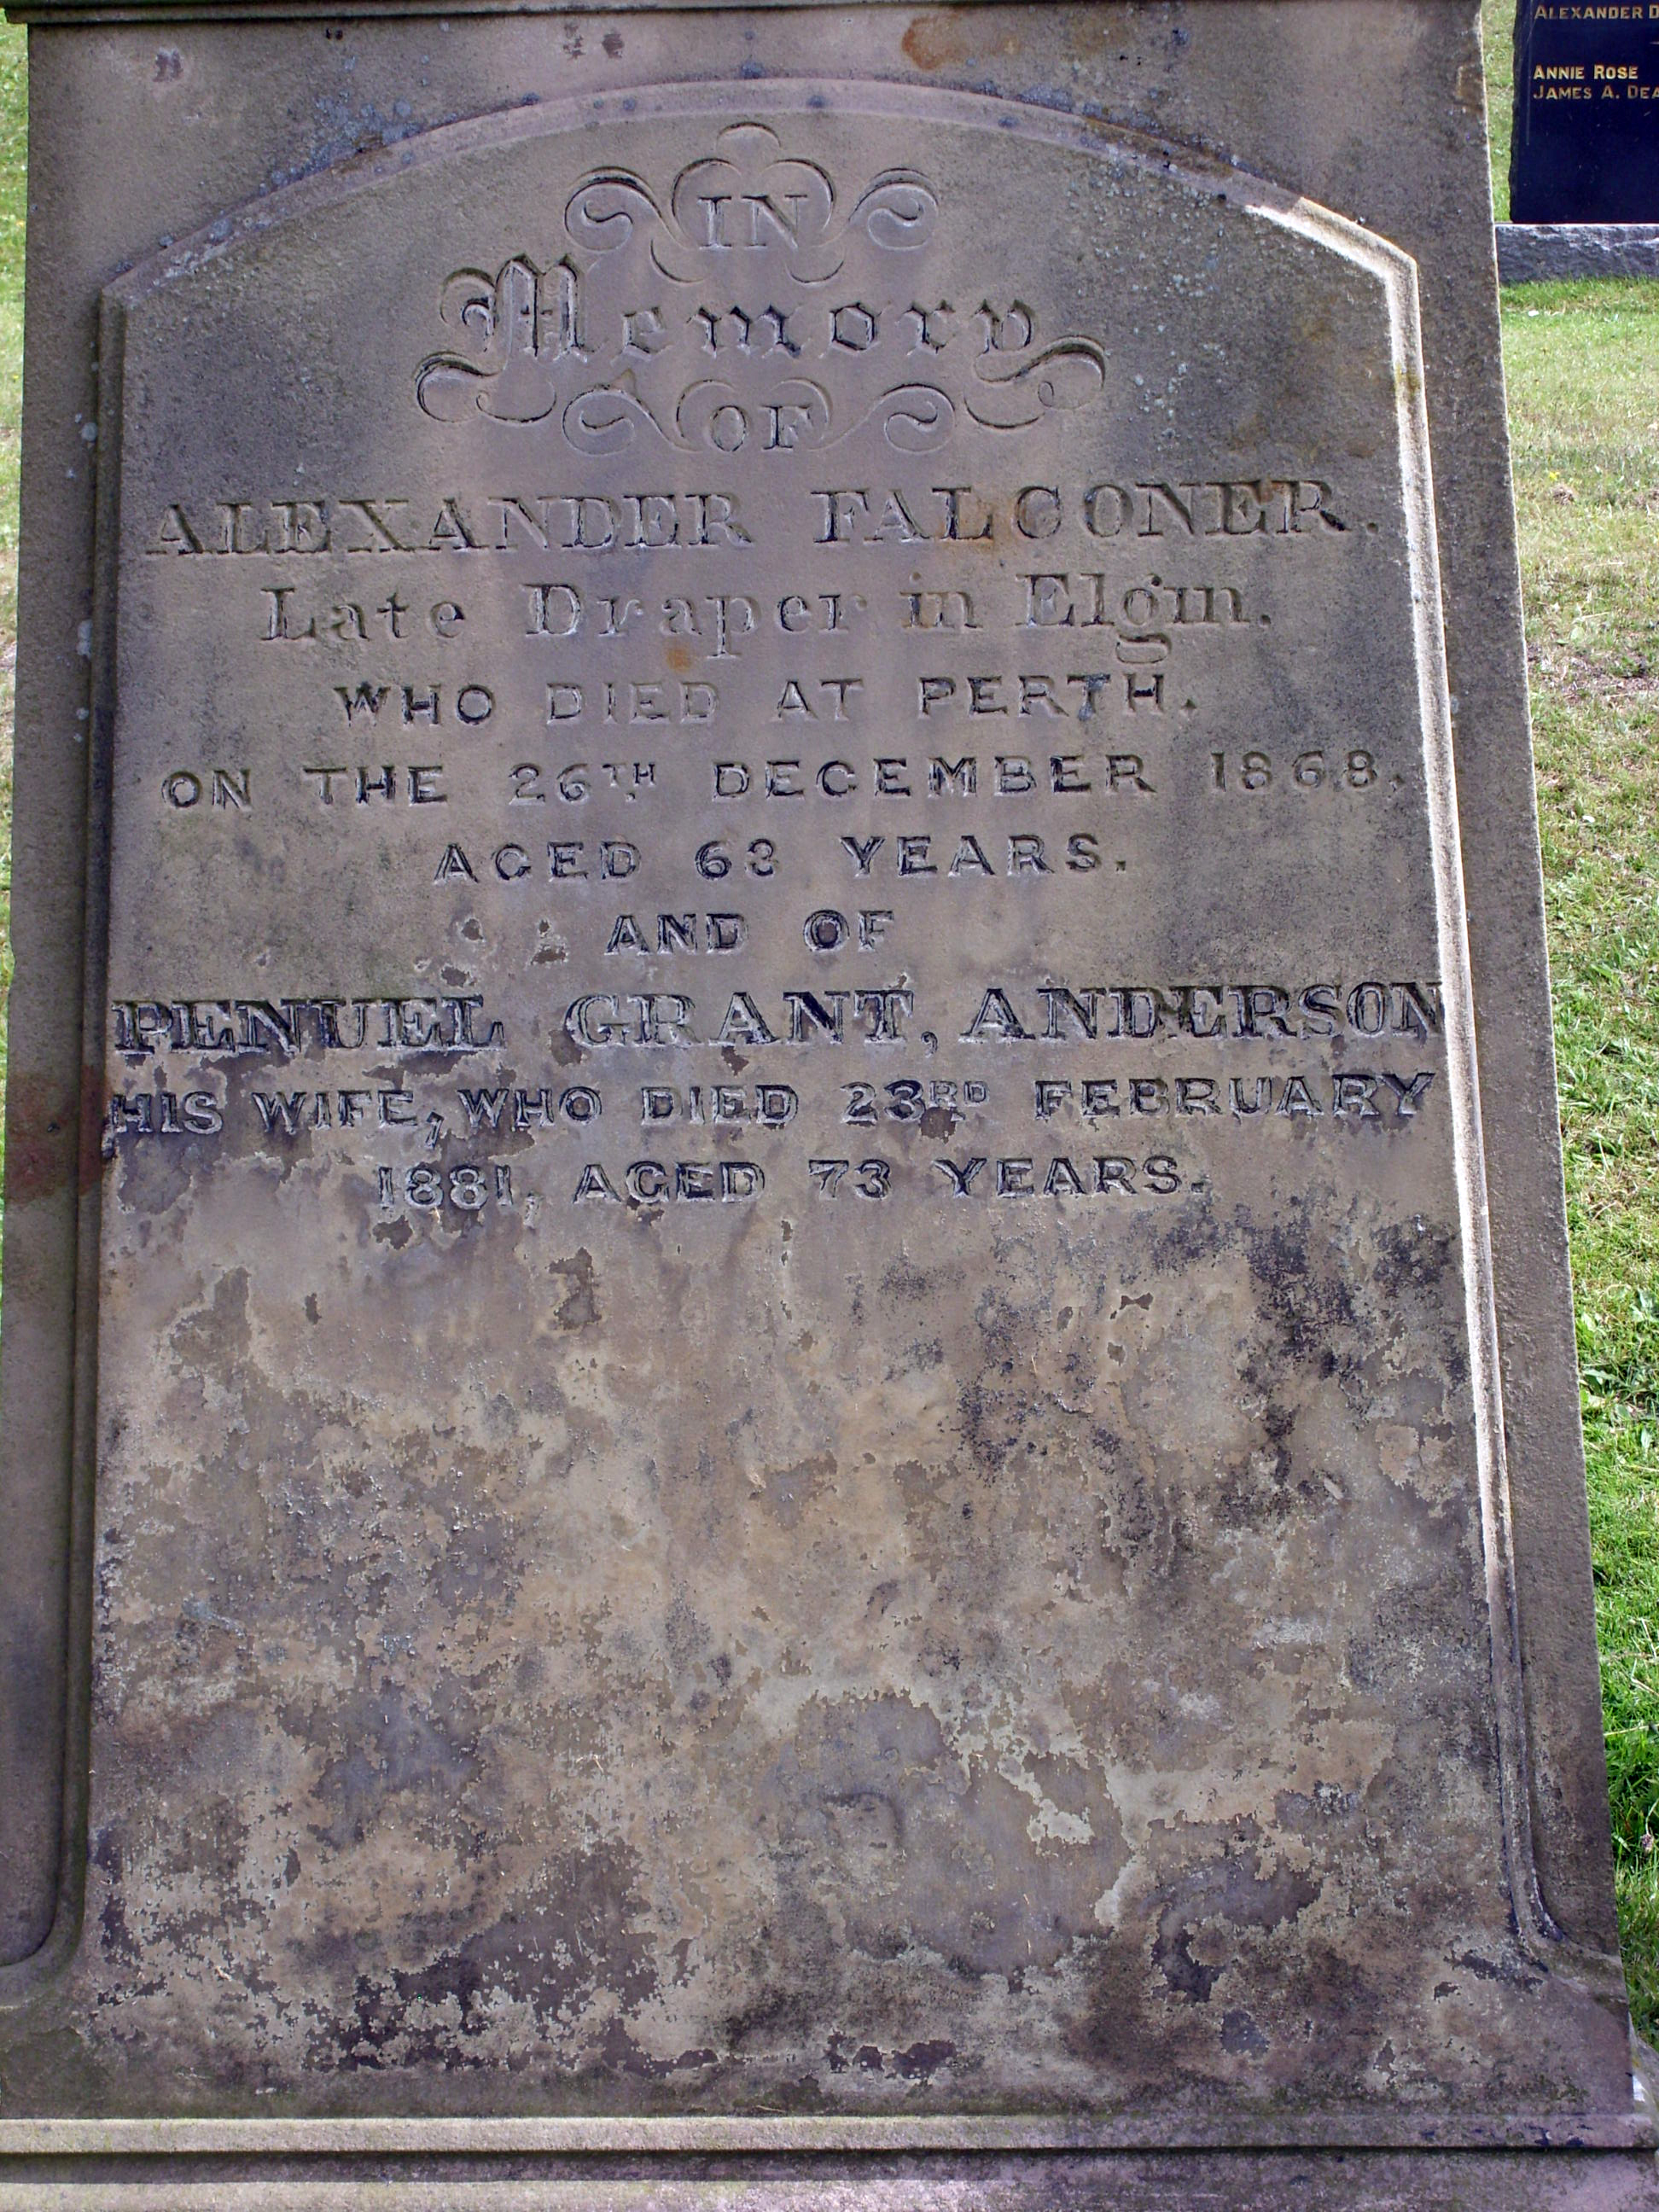 IN
Memory
OF
ALEXANDER FALCONER.
Late Draper in Elgin.
WHO DIED AT PERTH.
ON THE 26TH DECEMBER 1868.
AGED 63 YEARS.
AND OF
PENUEL GRANT, ANDERSON
HIS WIFE, WHO DIED 23RD FEBRUARY
1881, AGED 73 YEARS.
ALEXANDER D
ANNIE ROSE
JAMES A. DEA